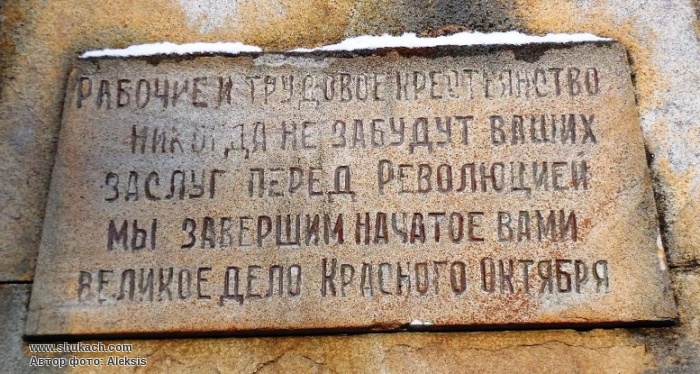 Рабочие и трудовое крестьянство
никогда не забудут ваших
заслуг перед Революцией
мы завершим начатое вами
великое дело Красного Октября
www.shukach.com
Автор фото: Aleksis